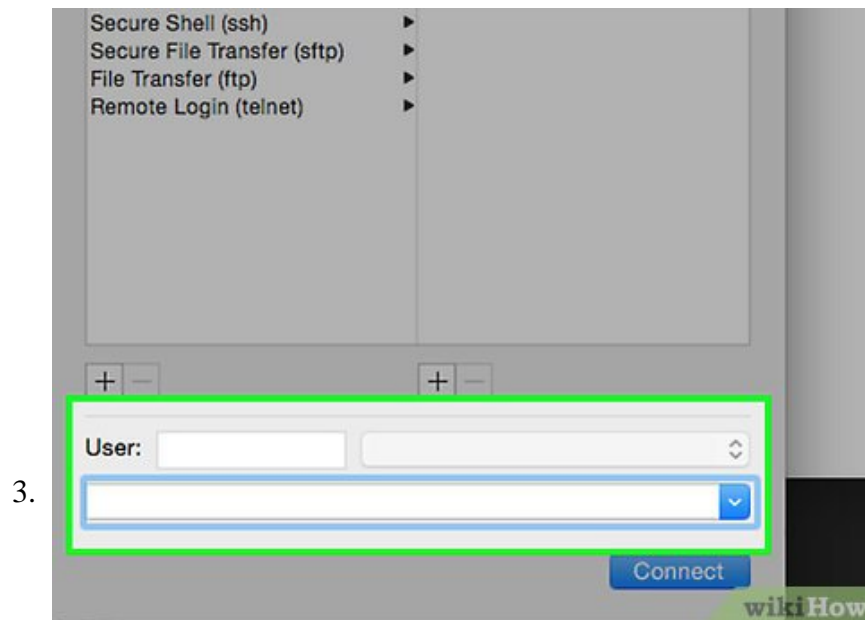 Secure Shell (ssh)
Secure File Transfer (sftp)
File Transfer (ftp)
Remote Login (telnet)
+ − + −
User:
3.
Connect
wikiHow